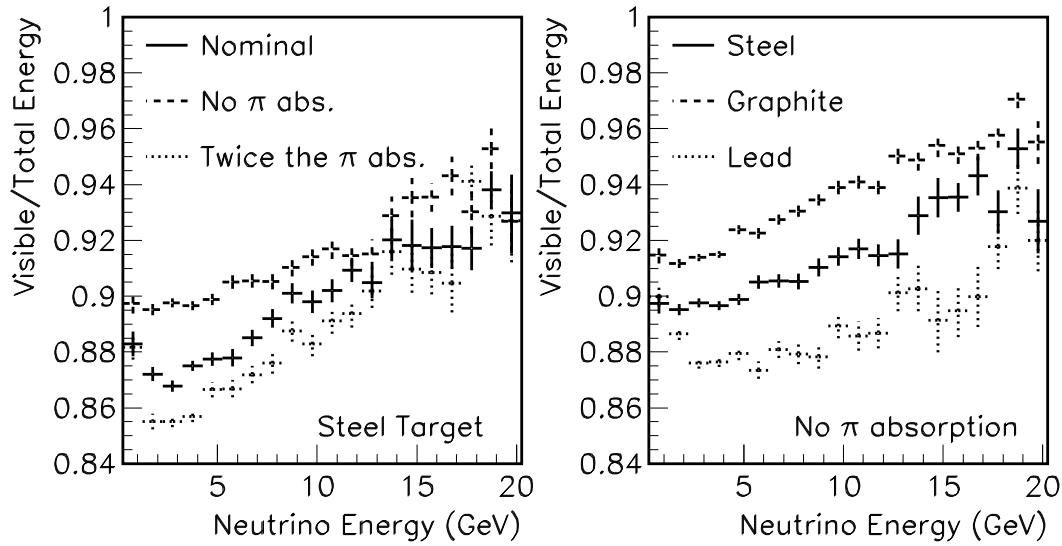 Visible/Total Energy
1
0.98
0.96
0.94
0.92
0.9
0.88
0.86
0.84
Nominal
No π abs.
Twice the π abs.
Steel Target
5
10
15
20
Neutrino Energy (GeV)
Visible/Total Energy
1
0.98
0.96
0.94
0.92
0.9
0.88
0.86
0.84
Steel
Graphite
Lead
No π absorption
5
10
15
20
Neutrino Energy (GeV)